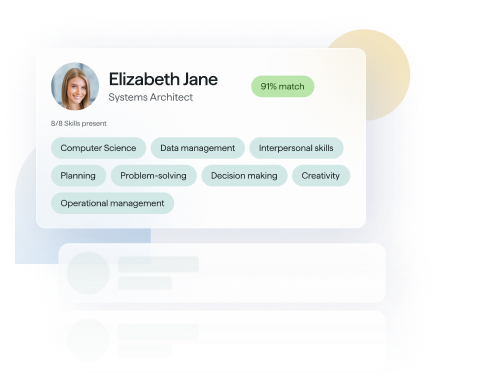 Elizabeth Jane
91% match
Systems Architect
8/8 Skills present
Computer Science Data management Interpersonal skills
Planning Problem-solving Decision making Creativity
Operational management